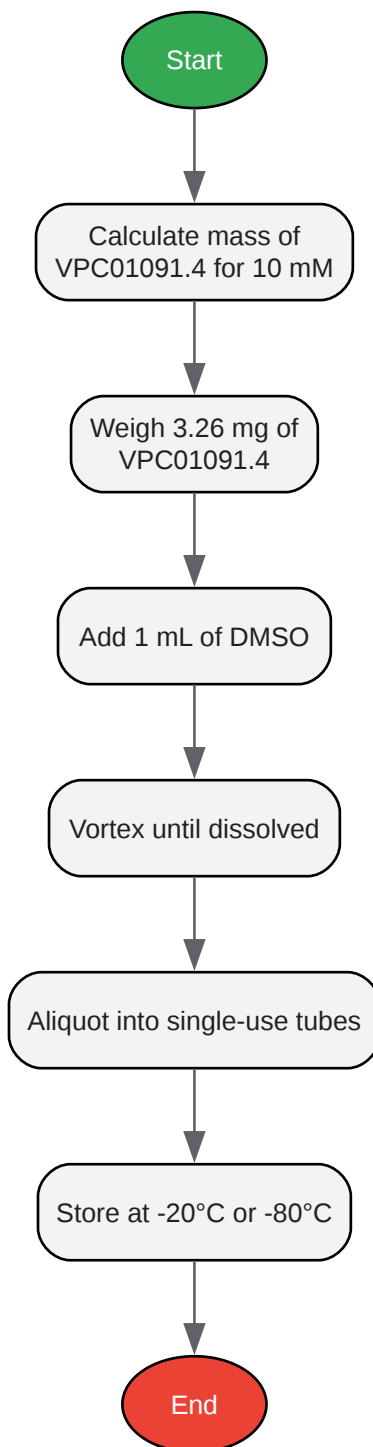 Start
Calculate mass of
VPC01091.4 for 10 mM
Weigh 3.26 mg of
VPC01091.4
Add 1 mL of DMSO
Vortex until dissolved
Aliquot into single-use tubes
Store at -20°C or -80°C
End